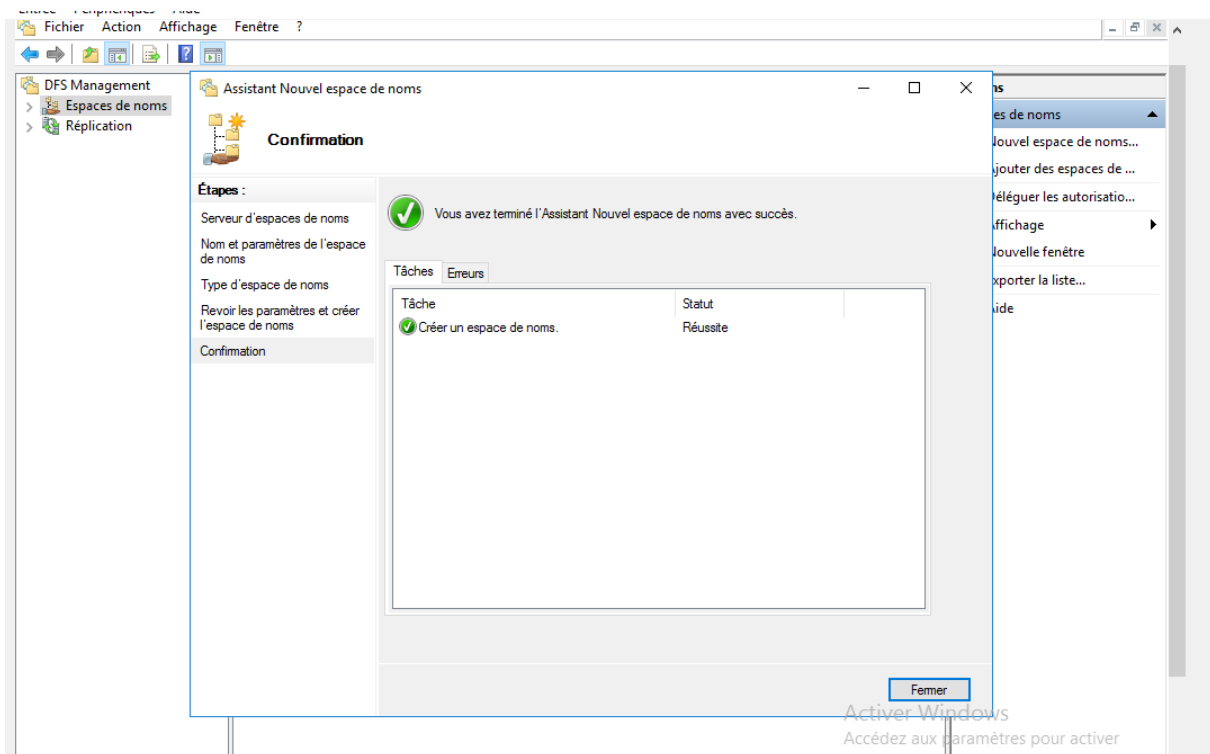 Fichier Action Affichage Fenêtre ?
DFS Management
Espaces de noms
Réplication
Assistant Nouvel espace de noms
Confirmation
Étapes :
Serveur d'espaces de noms
Nom et paramètres de l'espace
de noms
Type d'espace de noms
Revoir les paramètres et créer
l'espace de noms
Confirmation
Vous avez terminé l'Assistant Nouvel espace de noms avec succès.
Tâches Erreurs
Tâche Statut
Créer un espace de noms. Réussite
Fermer
ns
es de noms
ouvel espace de noms...
jouter des espaces de ...
éléguer les autorisatio...
ffichage
ouvelle fenêtre
xporter la liste...
ide
Activer Windows
Accédez aux paramètres pour activer